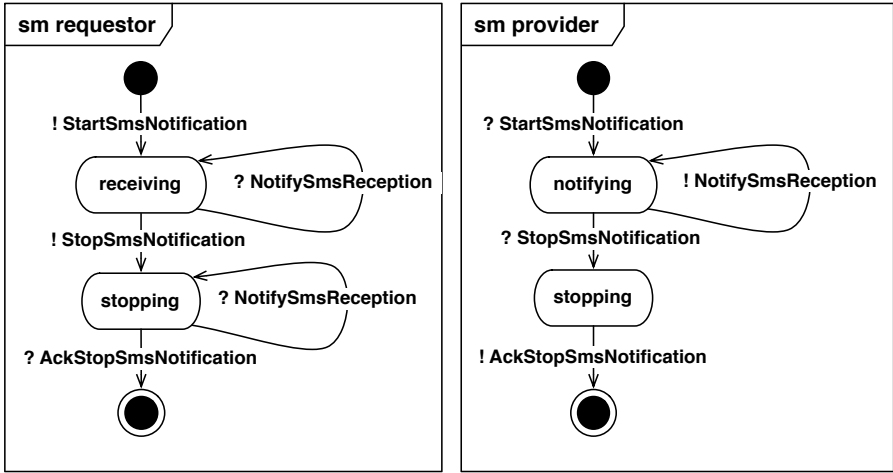 sm requestor
! StartSmsNotification
receiving
? NotifySmsReception
! StopSmsNotification
stopping
? NotifySmsReception
? AckStopSmsNotification
sm provider
? StartSmsNotification
notifying
! NotifySmsReception
? StopSmsNotification
stopping
! AckStopSmsNotification